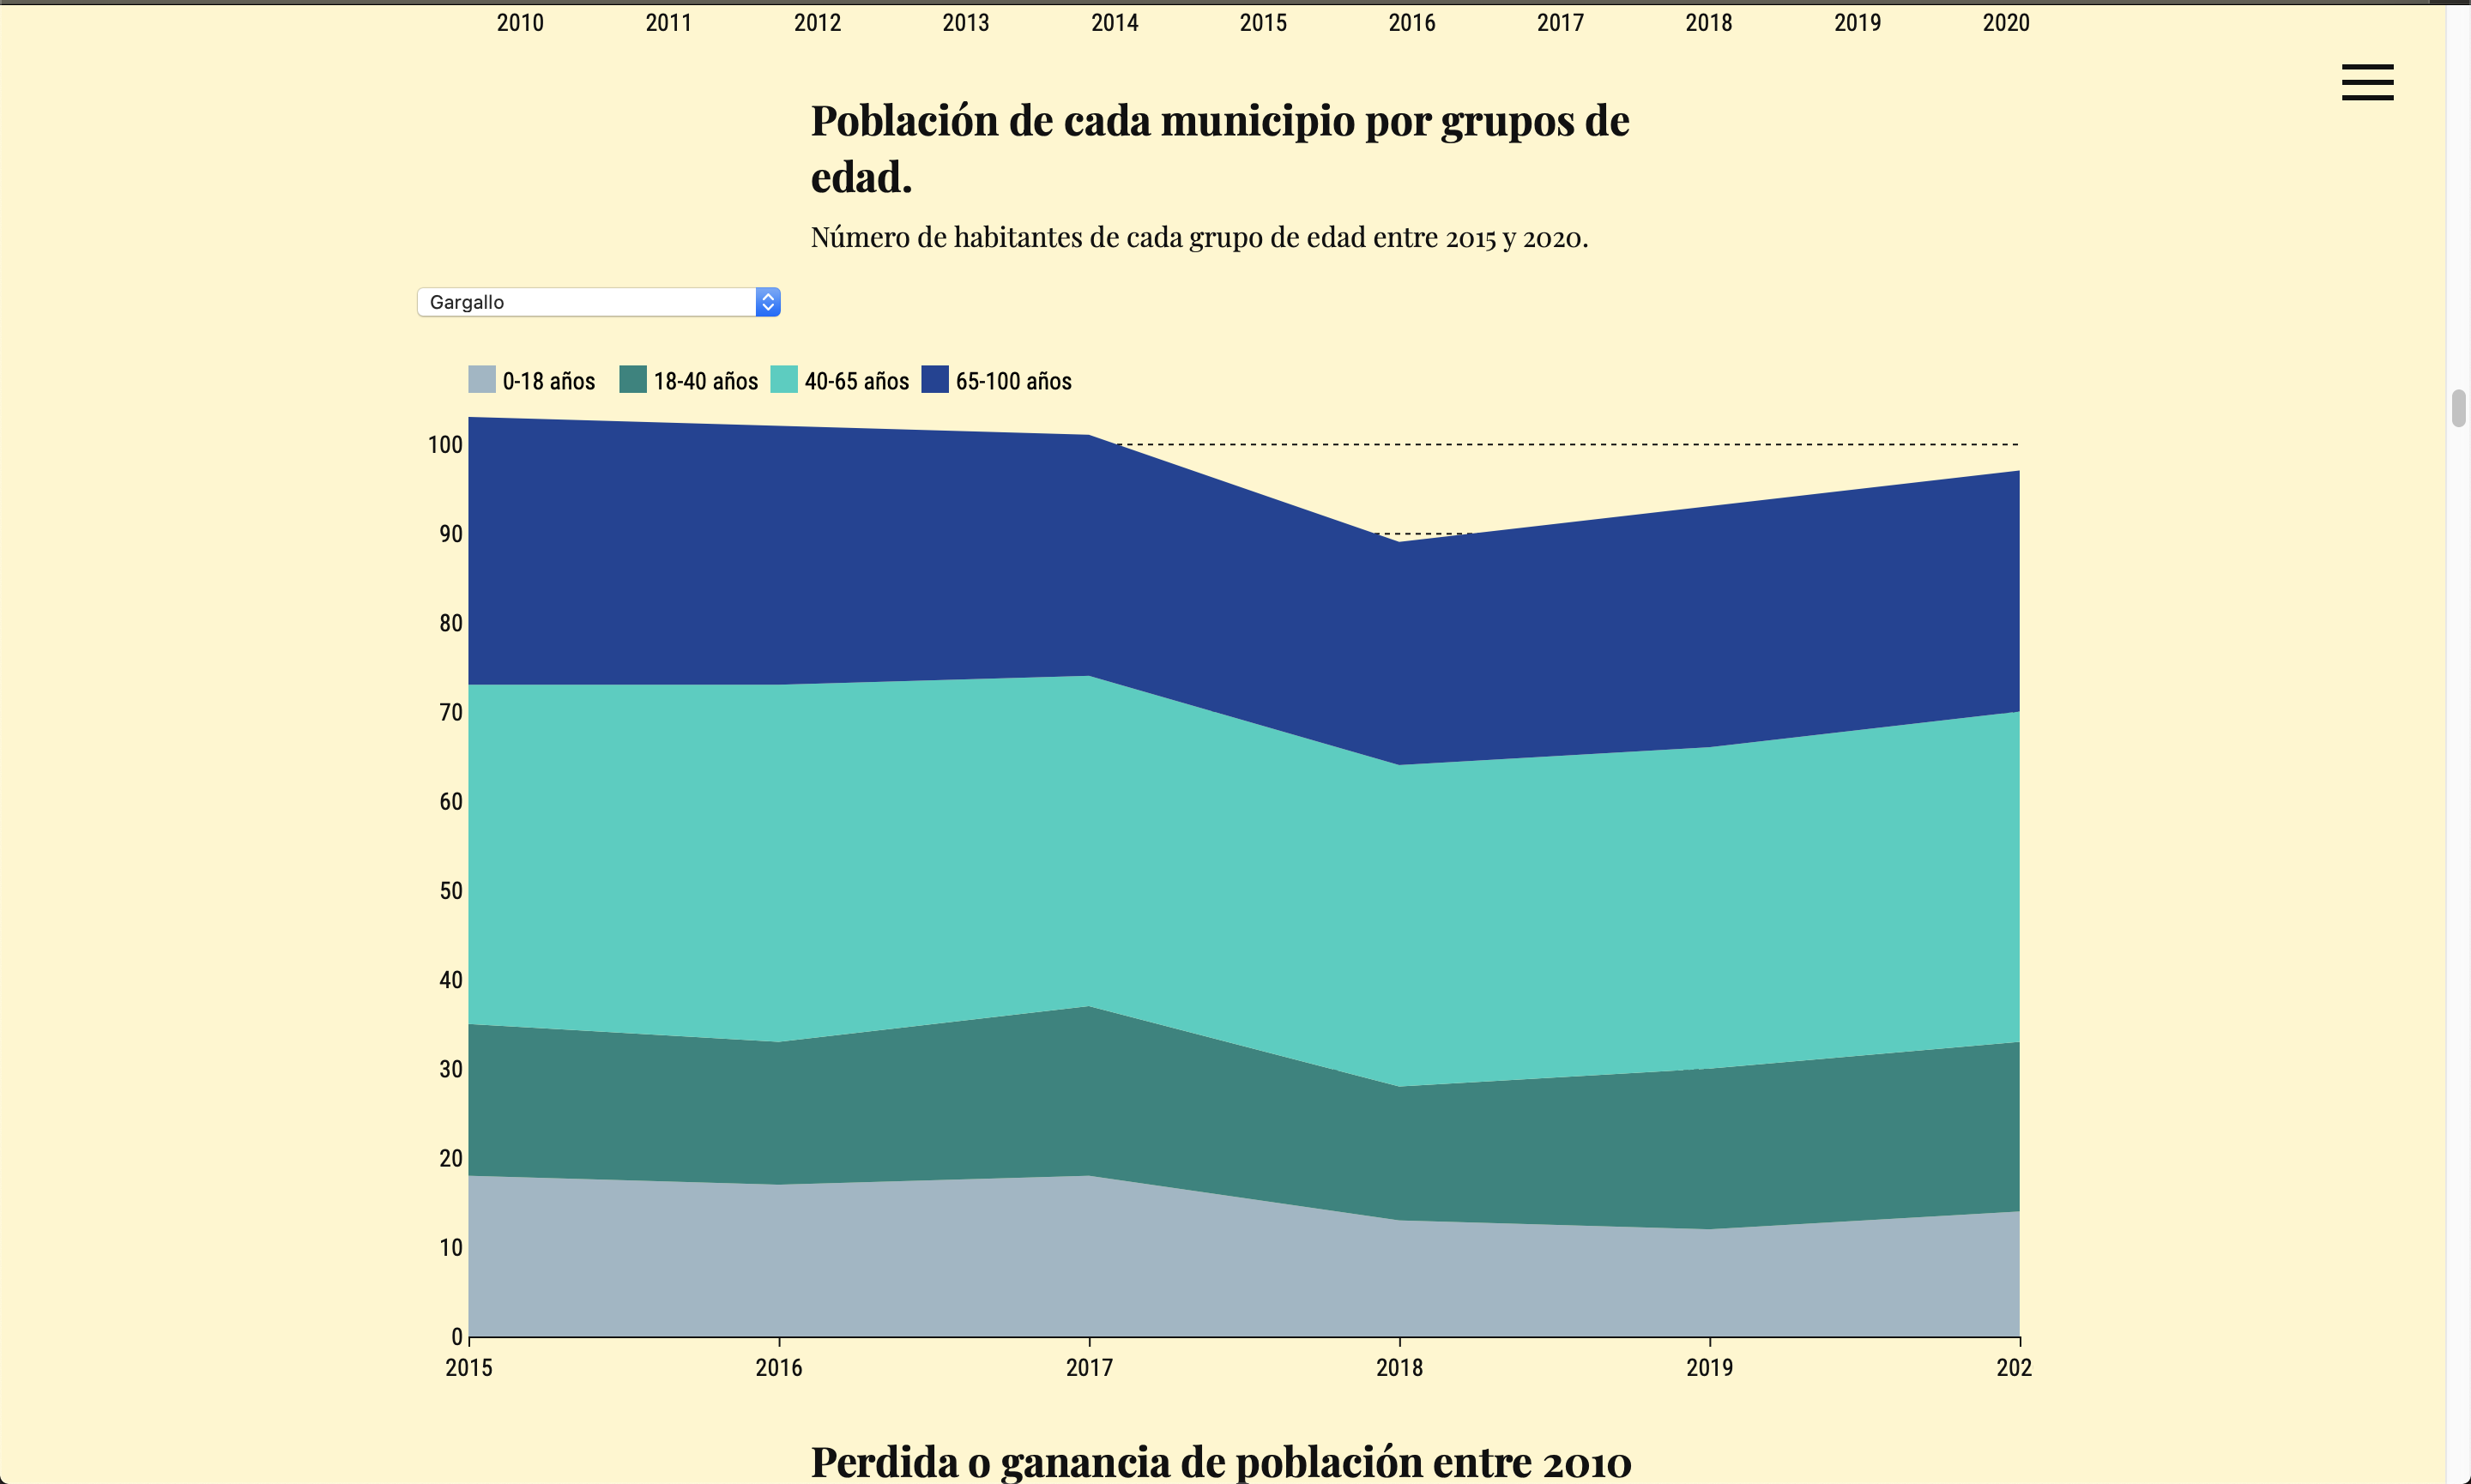 2010 2011 2012 2013 2014 2015 2016 2017 2018 2019 2020
Población de cada municipio por grupos de
edad.
Número de habitantes de cada grupo de edad entre 2015 y 2020.
Gargallo
0-18 años 18-40 años 40-65 años 65-100 años
100
90
80
70
60
50
40
30
20
10
0
2015 2016 2017 2018 2019 202
Perdida o ganancia de población entre 2010